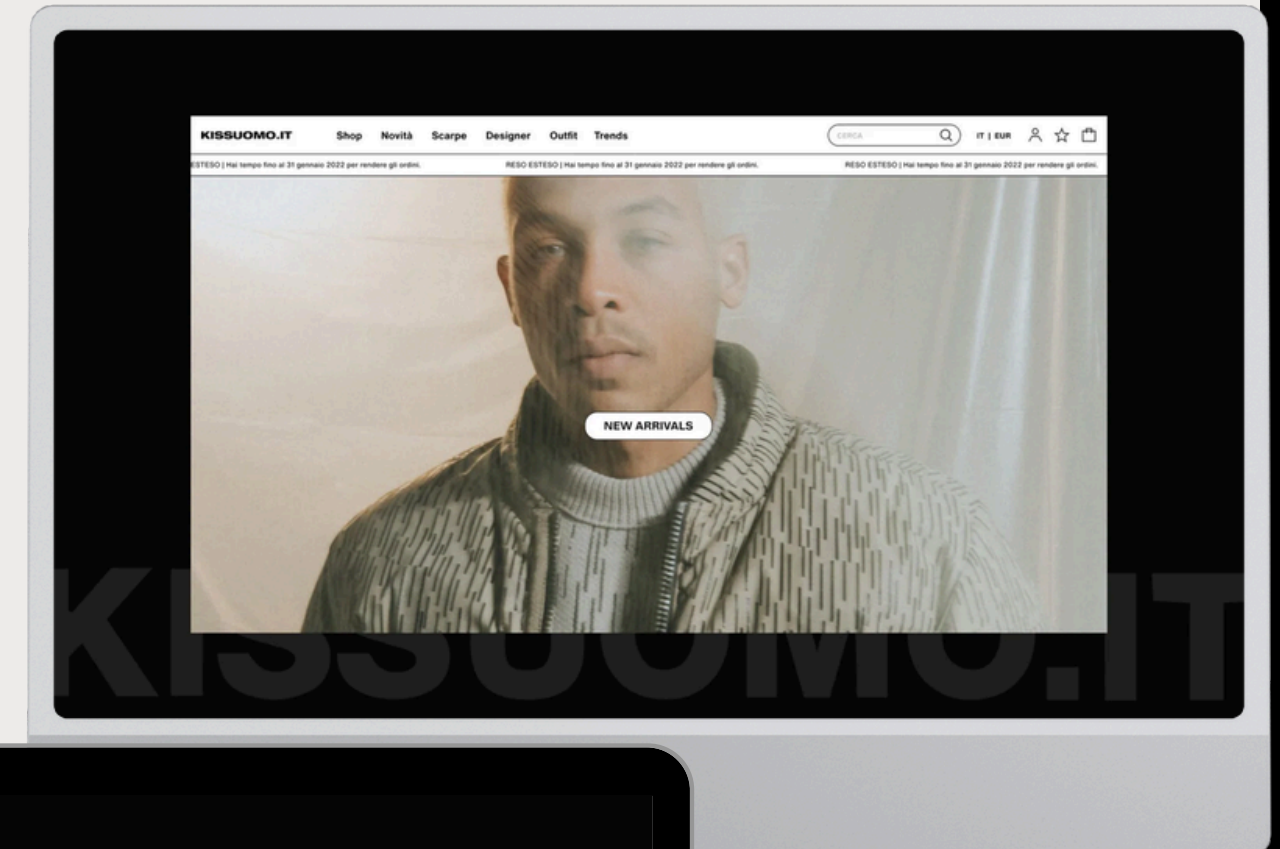 KISSUOMO.IT Shop Novità Scarpe Designer Outfit Trends CERCA IT | EUR
ESTESO | Hai tempo fino al 31 gennaio 2022 per rendere gli ordini. RESO ESTESO | Hai tempo fino al 31 gennaio 2022 per rendere gli ordini. RESO ESTESO | Hai tempo fino al 31 gennaio 2022 per rendere gli ordini.
NEW ARRIVALS
KISSUOMO.IT